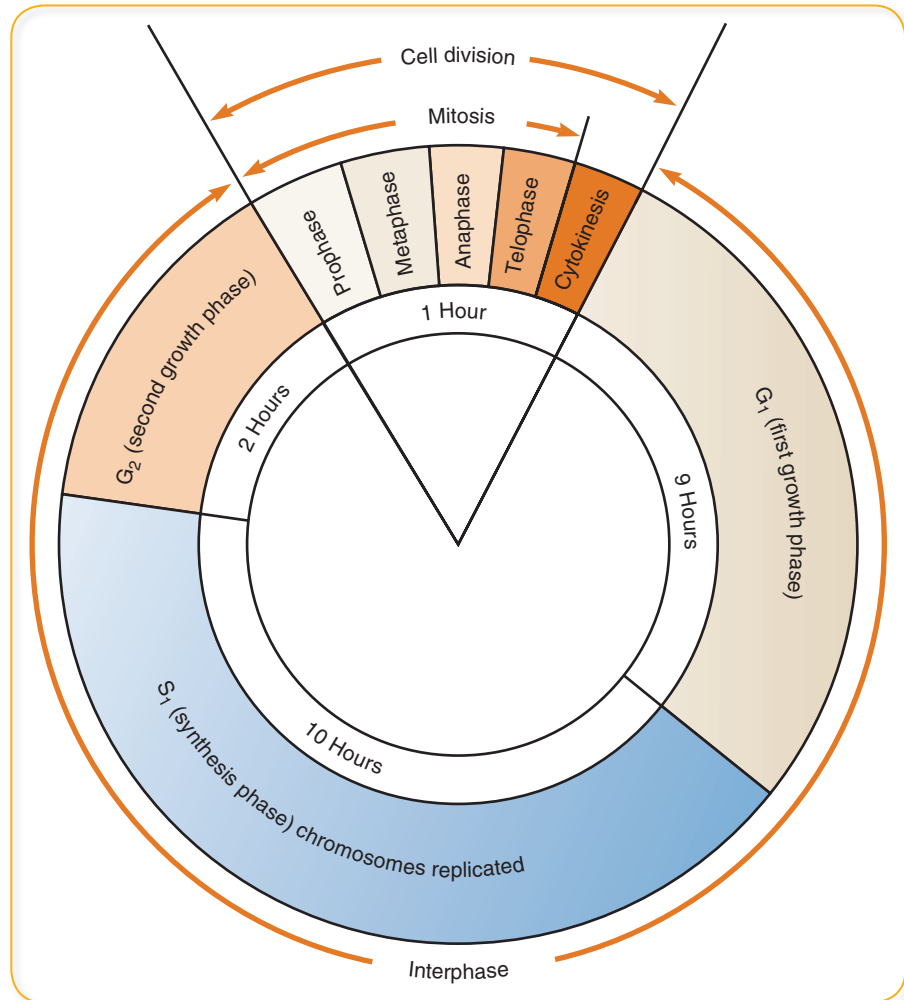 Cell division
Mitosis
Prophase
Metaphase
Anaphase
Telophase
Cytokinesis
1 Hour
G₂ (second growth phase)
2 Hours
G₁ (first growth phase)
9 Hours
S₁ (synthesis phase) chromosomes replicated
10 Hours
Interphase